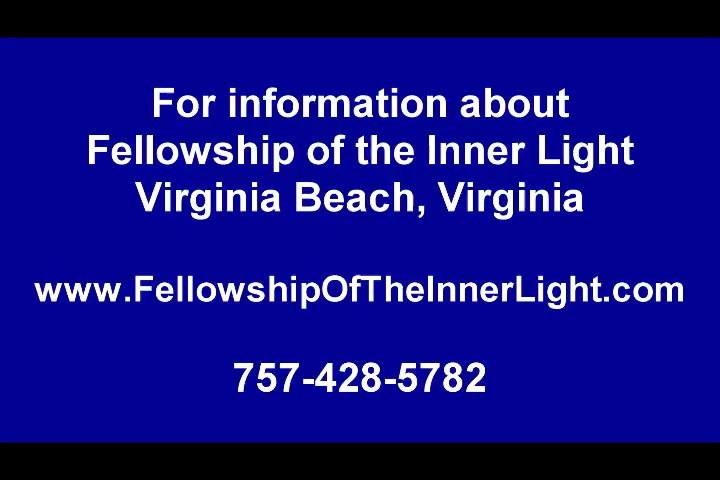 For information about
Fellowship of the Inner Light
Virginia Beach, Virginia
www.FellowshipOfTheInnerLight.com
757-428-5782